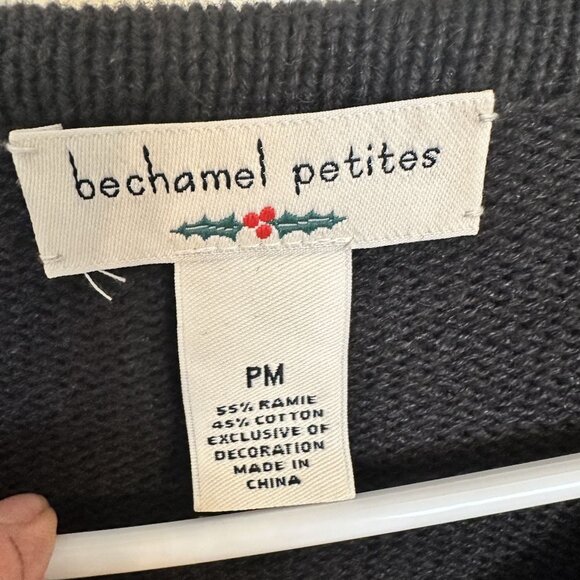 bechamel petites
PM
55% RAMIE
45% COTTON
EXCLUSIVE OF
DECORATION
MADE IN
CHINA